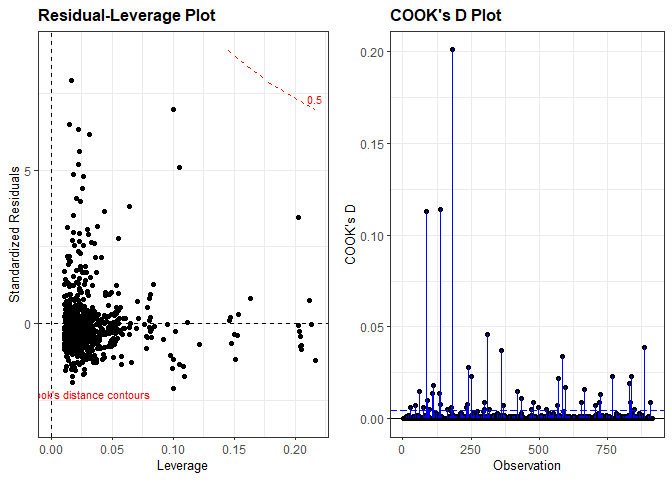 Residual-Leverage Plot
5
0
Standardized Residuals
0.5
ok's distance contours
0.00
0.05
0.10
0.15
0.20
Leverage
COOK's D Plot
0.20
0.15
0.10
0.05
0.00
COOK's D
0
250
500
750
Observation